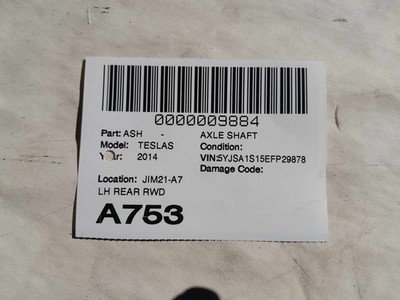 0000009884
Part: ASH - AXLE SHAFT
Model: TESLAS Condition:
Year: 2014 VIN:5YJSA1S15EFP29878
Damage Code:
Location: JIM21-A7
LH REAR RWD
A753